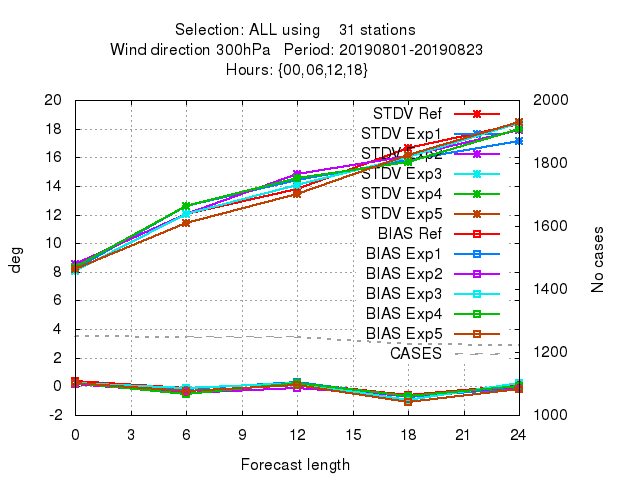 Selection: ALL using 31 stations
Wind direction 300hPa Period: 20190801-20190823
Hours: {00,06,12,18}
20
18
16
14
12
10
8
6
4
2
0
-2
deg
2000
1800
1600
1400
1200
1000
No cases
STDV Ref
STDV Exp1
STDV Exp2
STDV Exp3
STDV Exp4
STDV Exp5
BIAS Ref
BIAS Exp1
BIAS Exp2
BIAS Exp3
BIAS Exp4
BIAS Exp5
CASES
0 3 6 9 12 15 18 21 24
Forecast length